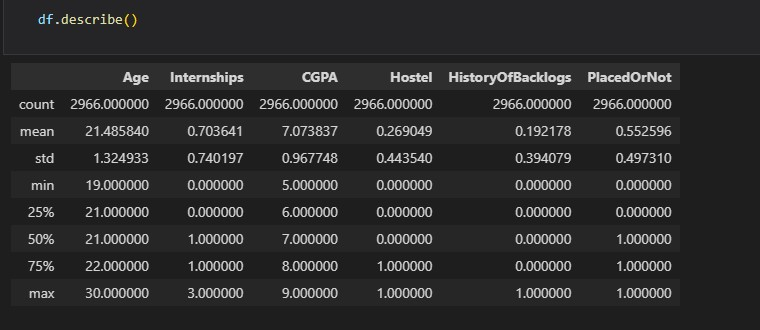 df.describe()
Age Internships CGPA Hostel HistoryOfBacklogs PlacedOrNot
count 2966.000000 2966.000000 2966.000000 2966.000000 2966.000000 2966.000000
mean 21.485840 0.703641 7.073837 0.269049 0.192178 0.552596
std 1.324933 0.740197 0.967748 0.443540 0.394079 0.497310
min 19.000000 0.000000 5.000000 0.000000 0.000000 0.000000
25% 21.000000 0.000000 6.000000 0.000000 0.000000 0.000000
50% 21.000000 1.000000 7.000000 0.000000 0.000000 1.000000
75% 22.000000 1.000000 8.000000 1.000000 0.000000 1.000000
max 30.000000 3.000000 9.000000 1.000000 1.000000 1.000000